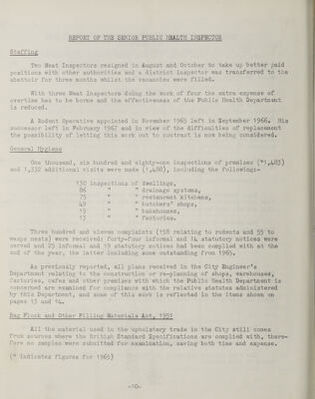 REPORT OF THE SENIOR PUBLIC HEALTH INSPECTOR
Staffing
Two Meat Inspectors resigned in August and October to take up better paid
positions with other authorities and a district inspector was transferred to the
abattoir for three months whilst the vacancies were filled.
With three Meat Inspectors doing the work of four the extra expense of
overtime has to be borne and the effectiveness of the Public Health Department
is reduced.
A Rodent Operative appointed in November 1965 left in September 1966. His
successor left in February 1967 and in view of the difficulties of replacement
the possibility of letting this work out to contract is now being considered.
General Hygiene
One thousand, six hundred and eighty-one inspections of premises (*1,483)
and 1,332 additional visits were made (1,480), including the following:-
130 inspections of dwellings,
86 " " drainage systems,
75 " " restaurant kitchens,
49 " " butchers' shops,
19 " " bakehouses,
13 " " factories.
Three hundred and eleven complaints (158 relating to rodents and 55 to
wasps nests) were received; forty-four informal and 14 statutory notices were
served and 25 informal and 19 statutory notices had been complied with at the
end of the year, the latter including some outstanding from 1965.
As previously reported, all plans received in the City Engineer's
Department relating to the construction or re-planning of shops, warehouses,
factories, cafes and other premises with which the Public Health Department is
concerned are examined for compliance with the relative statutes administered
by this Department, and some of this work is reflected in the items shown on
pages 13 and 14.
Rag Flock and Other Filling Materials Act, 1951
All the material used in the upholstery trade in the City still comes
from sources where the British Standard Specifications are complied with, there-
fore no samples were submitted for examination, saving both time and expense.
(* indicates figures for 1965)
-10-